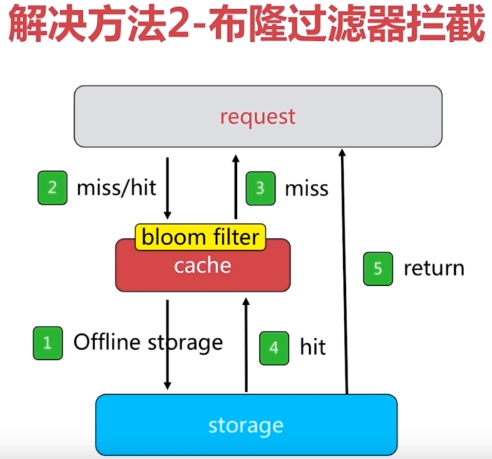 解决方法2-布隆过滤器拦截
request
2 miss/hit
3 miss
bloom filter
cache
5 return
1 Offline storage
4 hit
storage